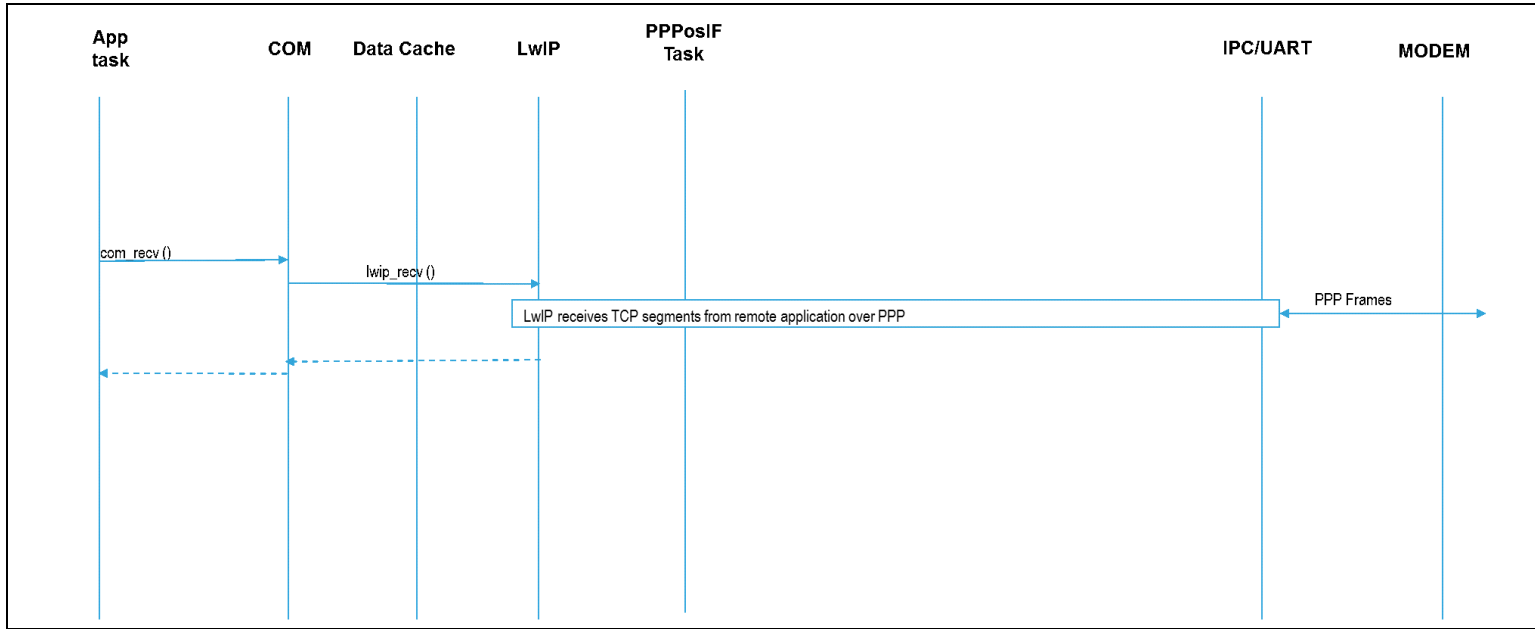 App
task
COM
Data Cache
LwIP
PPPosIF
Task
IPC/UART
MODEM
com_recv ()
lwip_recv ()
PPP Frames
LwIP receives TCP segments from remote application over PPP